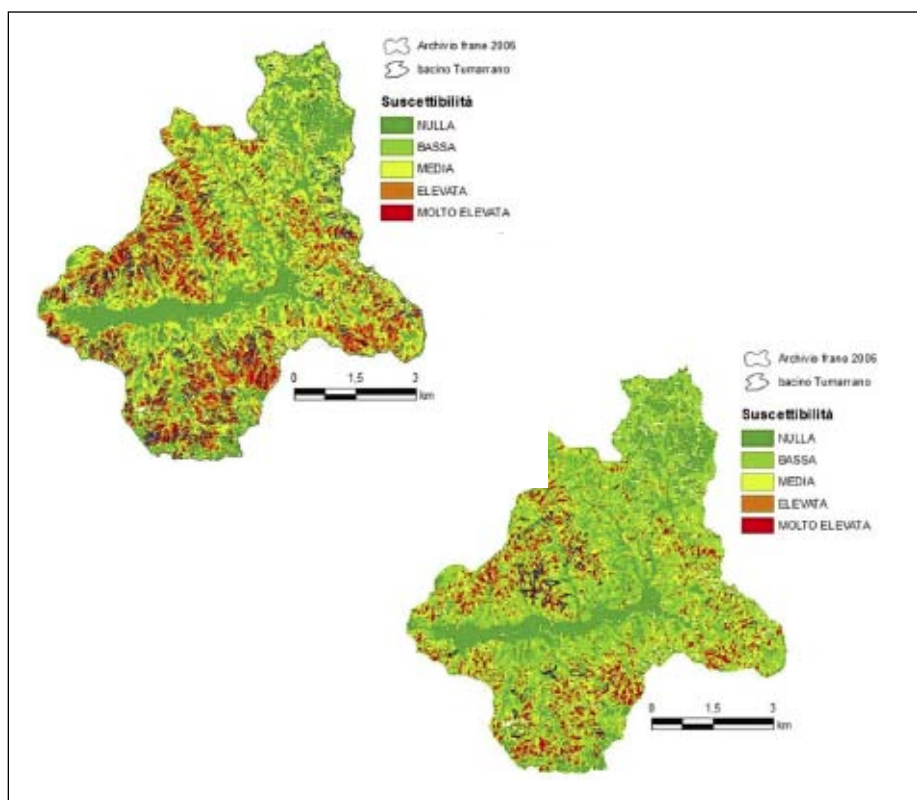 Archivio frane 2006
bacino Tumarrano
Suscettibilità
NULLA
BASSA
MEDIA
ELEVATA
MOLTO ELEVATA
0 1,5 3
km
Archivio frane 2006
bacino Tumarrano
Suscettibilità
NULLA
BASSA
MEDIA
ELEVATA
MOLTO ELEVATA
0 1,5 3
km